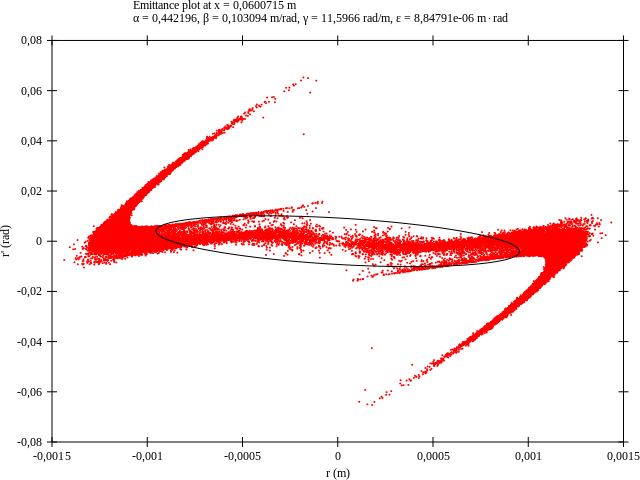 Emittance plot at x = 0,0600715 m
α = 0,442196, β = 0,103094 m/rad, γ = 11,5966 rad/m, ε = 8,84791e-06 m·rad
0,08
0,06
0,04
0,02
0
-0,02
-0,04
-0,06
-0,08
r' (rad)
-0,0015 -0,001 -0,0005 0 0,0005 0,001 0,0015
r (m)